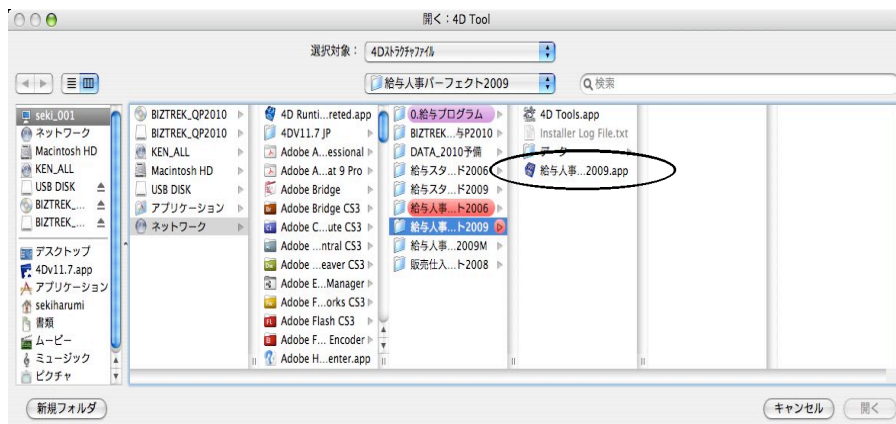 開く：4D Tool
選択対象： 4Dストラクチャファイル
給与人事パーフェクト2009
検索
seki_001
ネットワーク
Macintosh HD
KEN_ALL
USB DISK
BIZTREK_...
BIZTREK_...
デスクトップ
4Dv11.7.app
アプリケーション
sekiharumi
書類
ムービー
ミュージック
ピクチャ
BIZTREK_QP2010
BIZTREK_QP2010
KEN_ALL
Macintosh HD
USB DISK
アプリケーション
ネットワーク
4D Runti...reted.app
4DV11.7 JP
Adobe A...essional
Adobe A...at 9 Pro
Adobe Bridge
Adobe Bridge CS3
Adobe C...ute CS3
Adobe ...ntral CS3
Adobe ...eaver CS3
Adobe E...Manager
Adobe F...orks CS3
Adobe Flash CS3
Adobe F... Encoder
Adobe H...enter.app
0.給与プログラム
BIZTREK...与P2010
DATA_2010予備
給与スタ...ド2006
給与スタ...ド2009
給与人事...ト2006
給与人事...ト2009
給与人事...2009M
販売仕入...ト2008
4D Tools.app
Installer Log File.txt
データ
給与人事...2009.app
新規フォルダ
キャンセル
開く